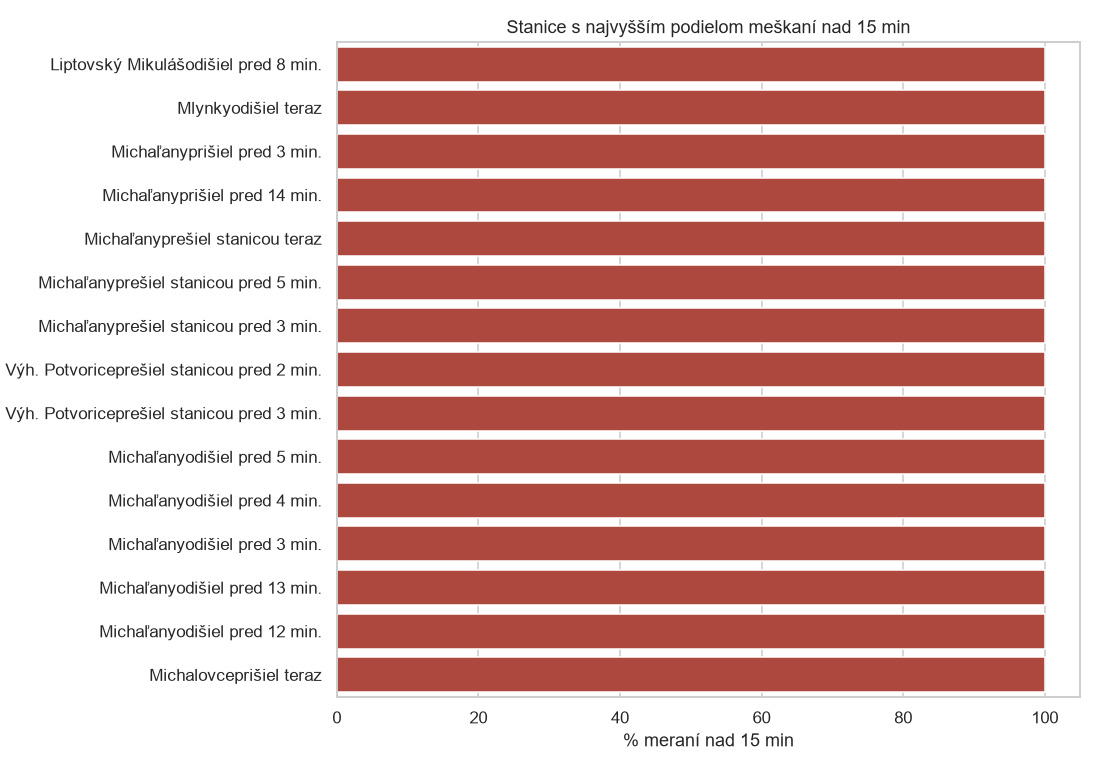 Stanice s najvyšším podielom meškaní nad 15 min
Liptovský Mikulášodišiel pred 8 min.
Mlynkyodišiel teraz
Michaľanyprišiel pred 3 min.
Michaľanyprišiel pred 14 min.
Michaľanyprešiel stanicou teraz
Michaľanyprešiel stanicou pred 5 min.
Michaľanyprešiel stanicou pred 3 min.
Výh. Potvoriceprešiel stanicou pred 2 min.
Výh. Potvoriceprešiel stanicou pred 3 min.
Michaľanyodišiel pred 5 min.
Michaľanyodišiel pred 4 min.
Michaľanyodišiel pred 3 min.
Michaľanyodišiel pred 13 min.
Michaľanyodišiel pred 12 min.
Michalovceprišiel teraz
0 20 40 60 80 100
% meraní nad 15 min